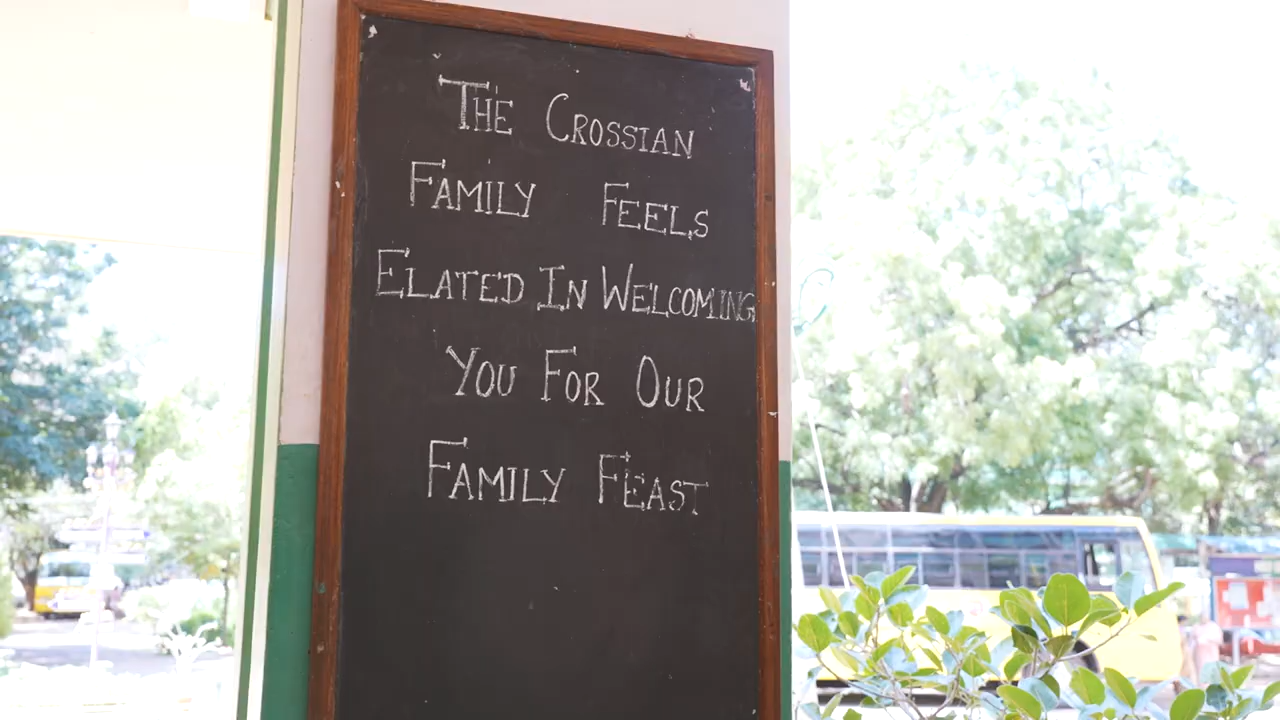 THE CROSSIAN
FAMILY FEELS
ELATED IN WELCOMING
YOU FOR OUR
FAMILY FEAST